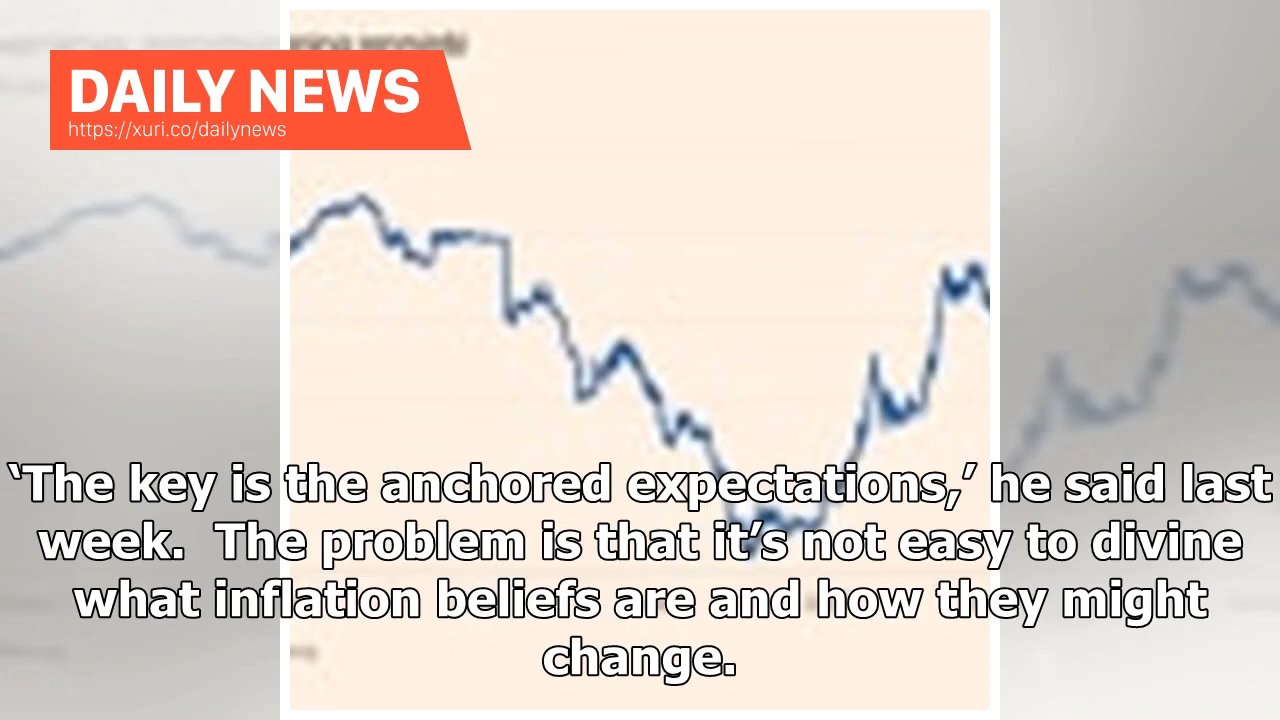 DAILY NEWS
https://xuri.co/dailynews
‘The key is the anchored expectations,’ he said last
week.  The problem is that it’s not easy to divine
what inflation beliefs are and how they might
change.